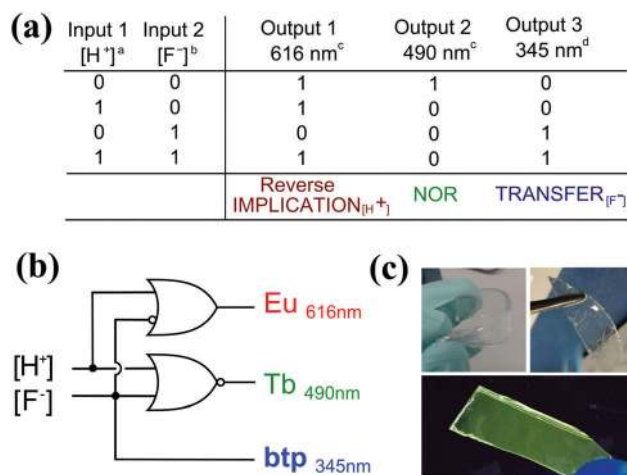 (a)
Input 1 Input 2 Output 1 Output 2 Output 3
[H⁺]ᵃ [F⁻]ᵇ 616 nmᶜ 490 nmᶜ 345 nmᵈ
0 0 1 1 0
1 0 1 0 0
0 1 0 0 1
1 1 1 0 1
Reverse
IMPLICATION[H⁺] NOR TRANSFER[F⁻]
(b)
Eu 616nm
[H⁺]
[F⁻]
Tb 490nm
btp 345nm
(c)